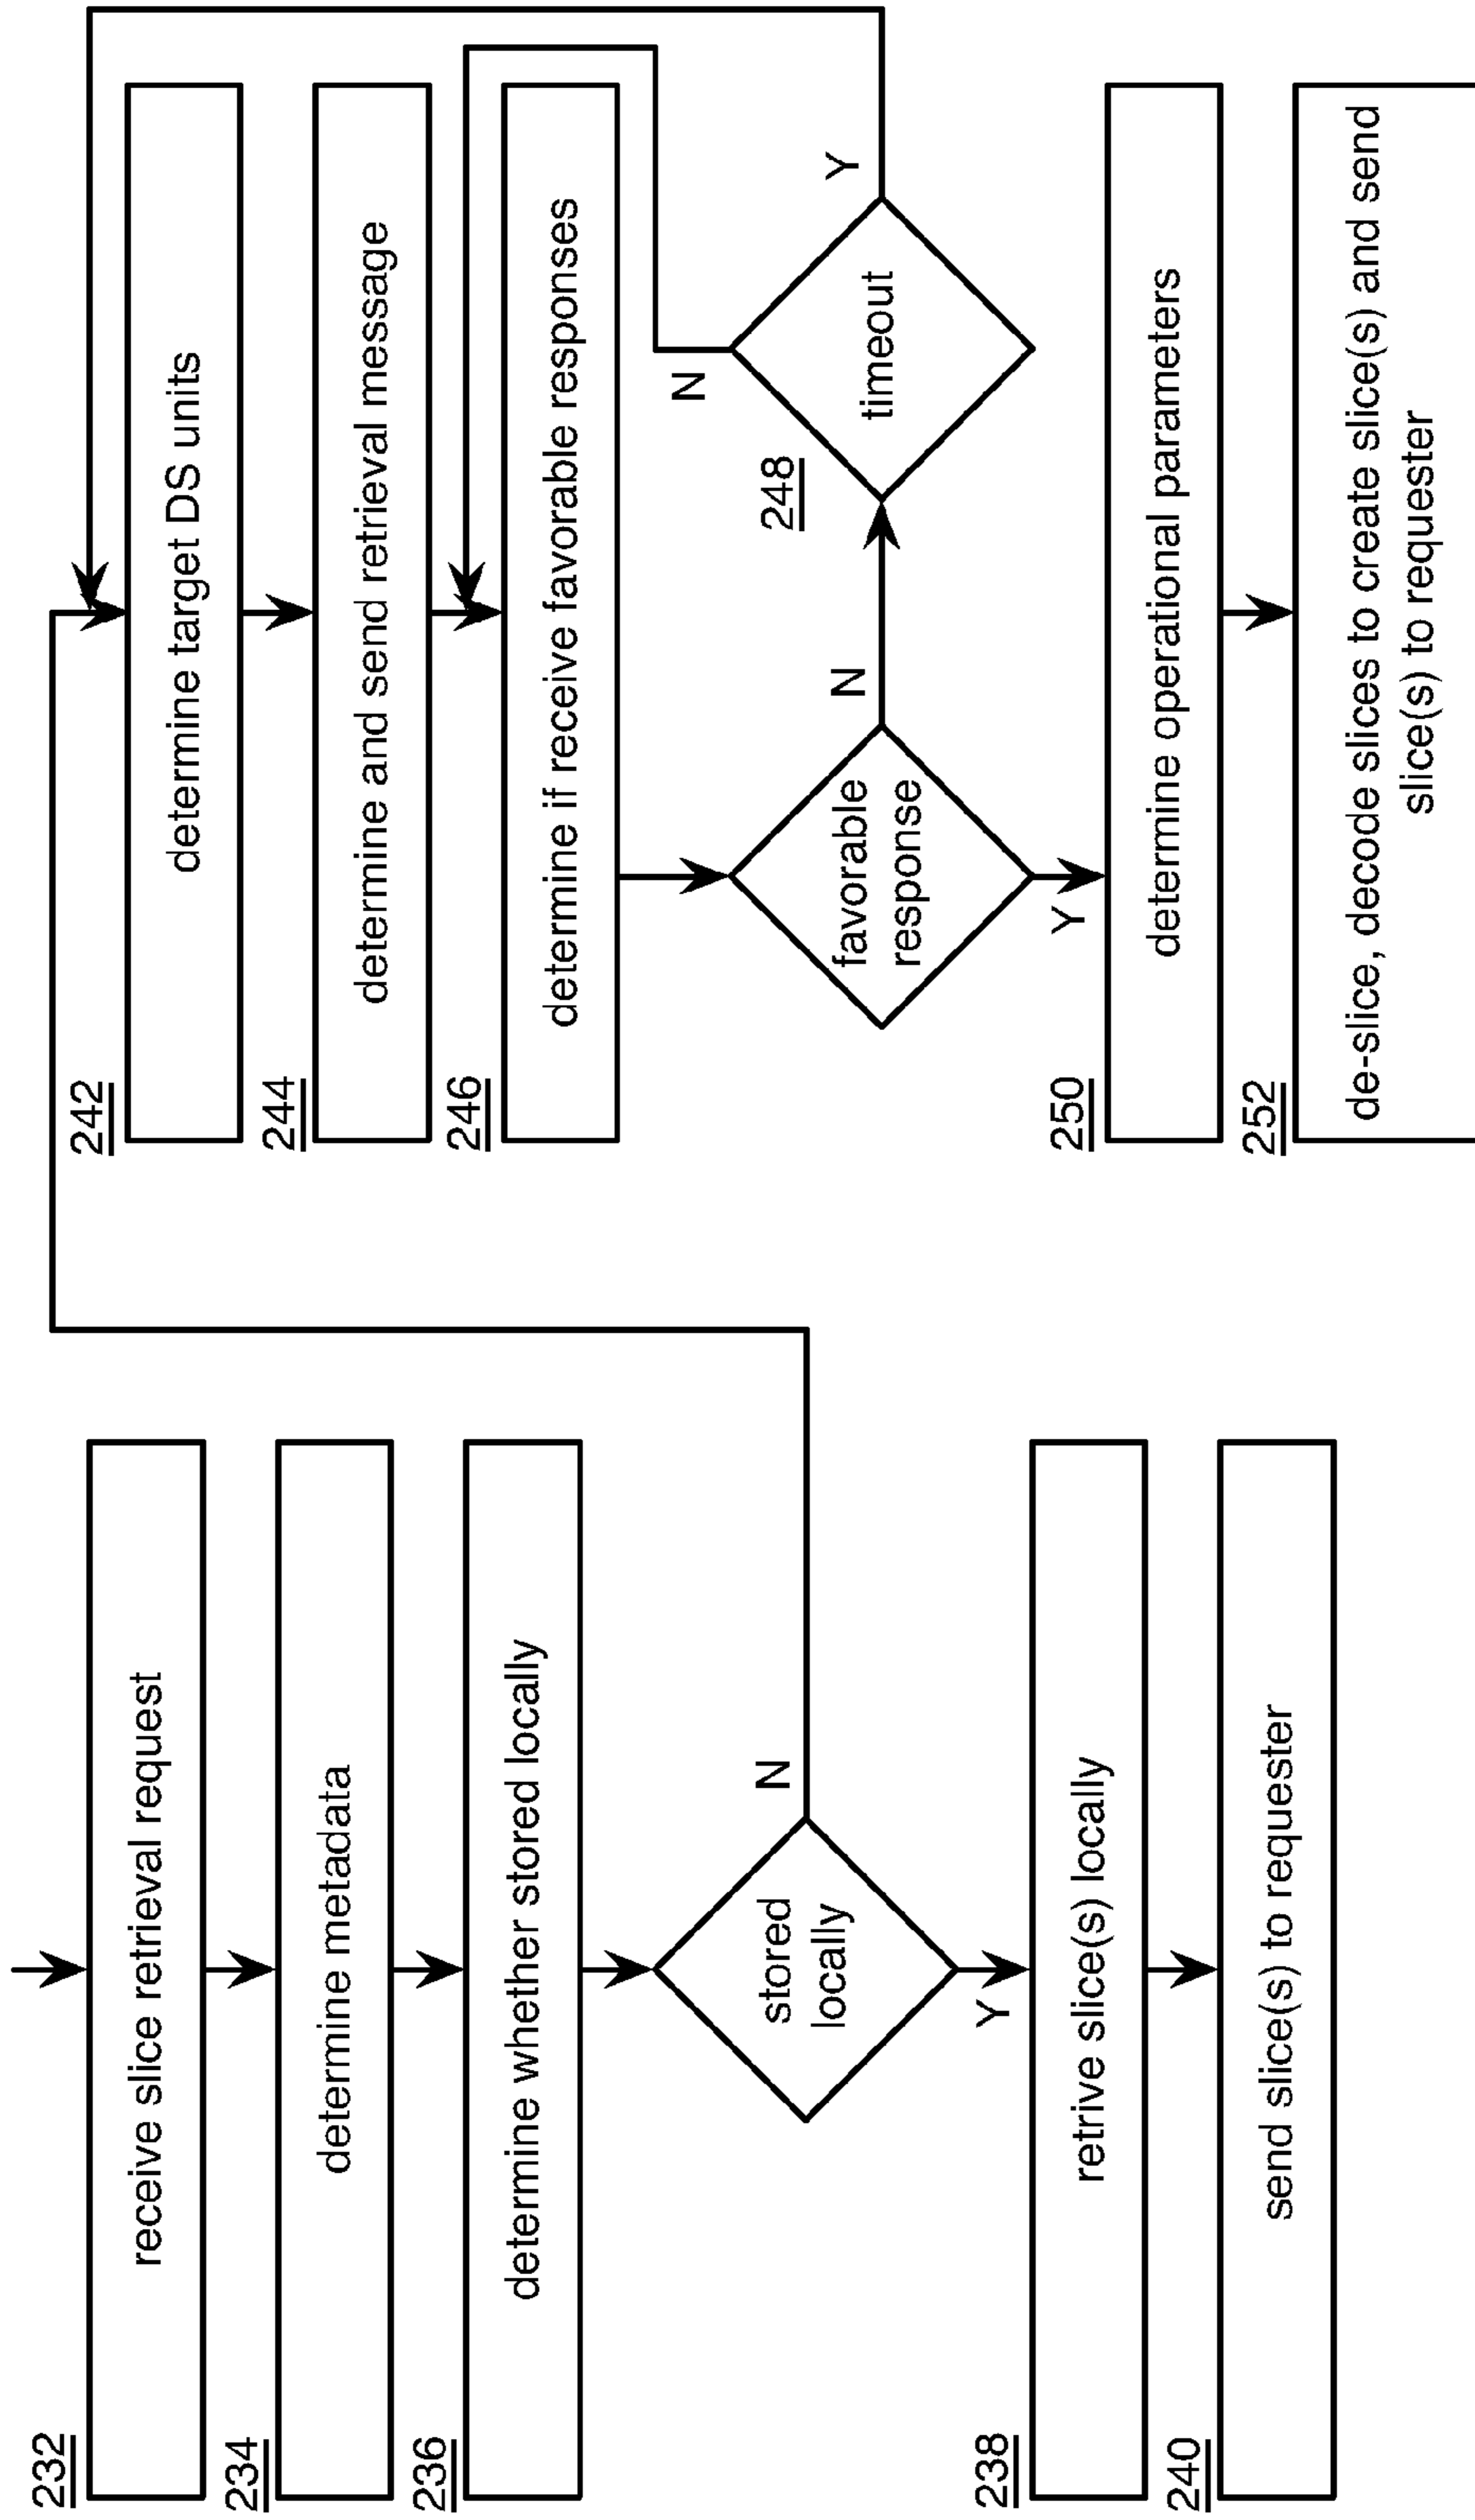 232
receive slice retrieval request
234
determine metadata
236
determine whether stored locally
stored
locally
N
Y
238
retrive slice(s) locally
240
send slice(s) to requester
242
determine target DS units
244
determine and send retrieval message
246
determine if receive favorable responses
favorable
response
N
Y
248
timeout
N
Y
250
determine operational parameters
252
de-slice, decode slices to create slice(s) and send
slice(s) to requester